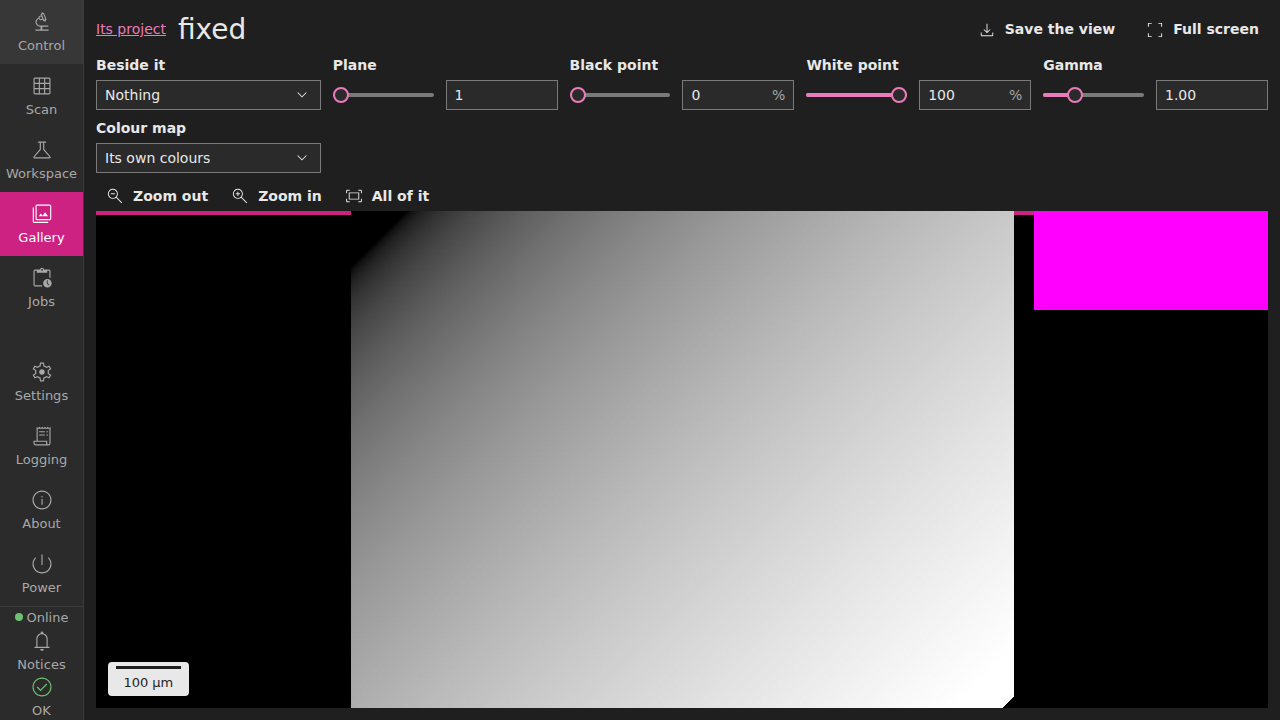 Control
Scan
Workspace
Gallery
Jobs
Settings
Logging
About
Power
Online
Notices
OK
Its project fixed
Save the view
Full screen
Beside it
Nothing
Plane
1
Black point
0 %
White point
100 %
Gamma
1.00
Colour map
Its own colours
Zoom out
Zoom in
All of it
100 µm